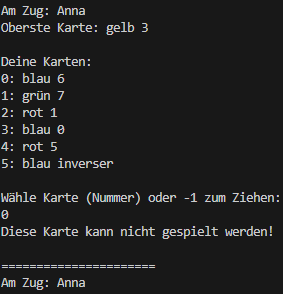 Am Zug: Anna
Oberste Karte: gelb 3
Deine Karten:
0: blau 6
1: grün 7
2: rot 1
3: blau 0
4: rot 5
5: blau inverser
Wähle Karte (Nummer) oder -1 zum Ziehen:
0
Diese Karte kann nicht gespielt werden!
======================
Am Zug: Anna